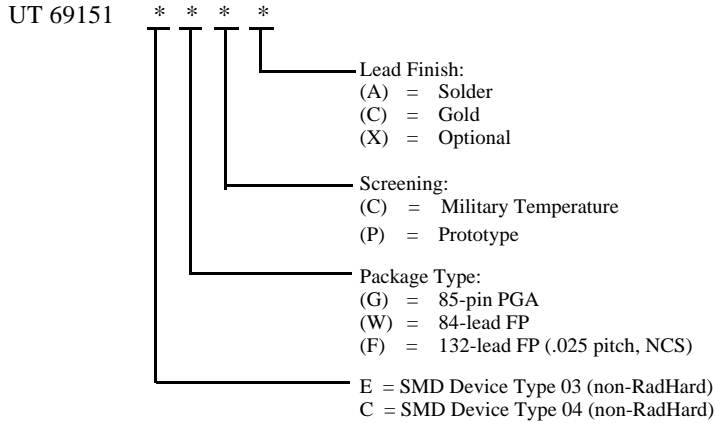 UT 69151 * * * *
Lead Finish:
(A) = Solder
(C) = Gold
(X) = Optional
Screening:
(C) = Military Temperature
(P) = Prototype
Package Type:
(G) = 85-pin PGA
(W) = 84-lead FP
(F) = 132-lead FP (.025 pitch, NCS)
E = SMD Device Type 03 (non-RadHard)
C = SMD Device Type 04 (non-RadHard)